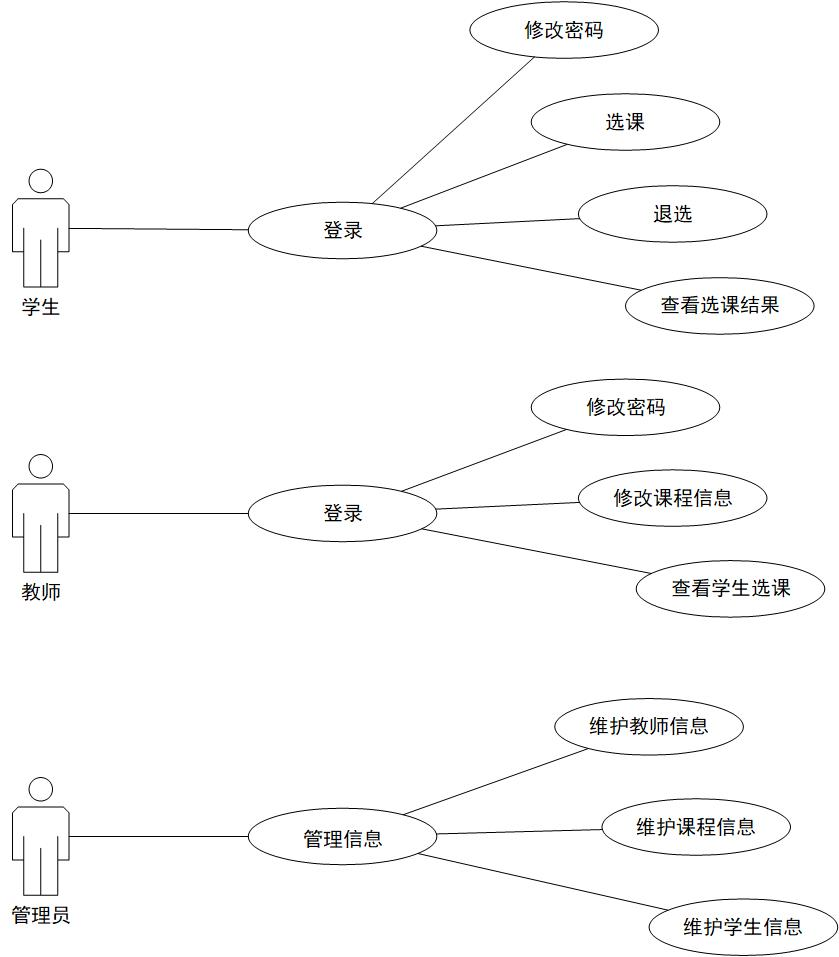 修改密码
选课
登录
退选
学生
查看选课结果
修改密码
修改课程信息
登录
教师
查看学生选课
维护教师信息
管理信息
维护课程信息
管理员
维护学生信息